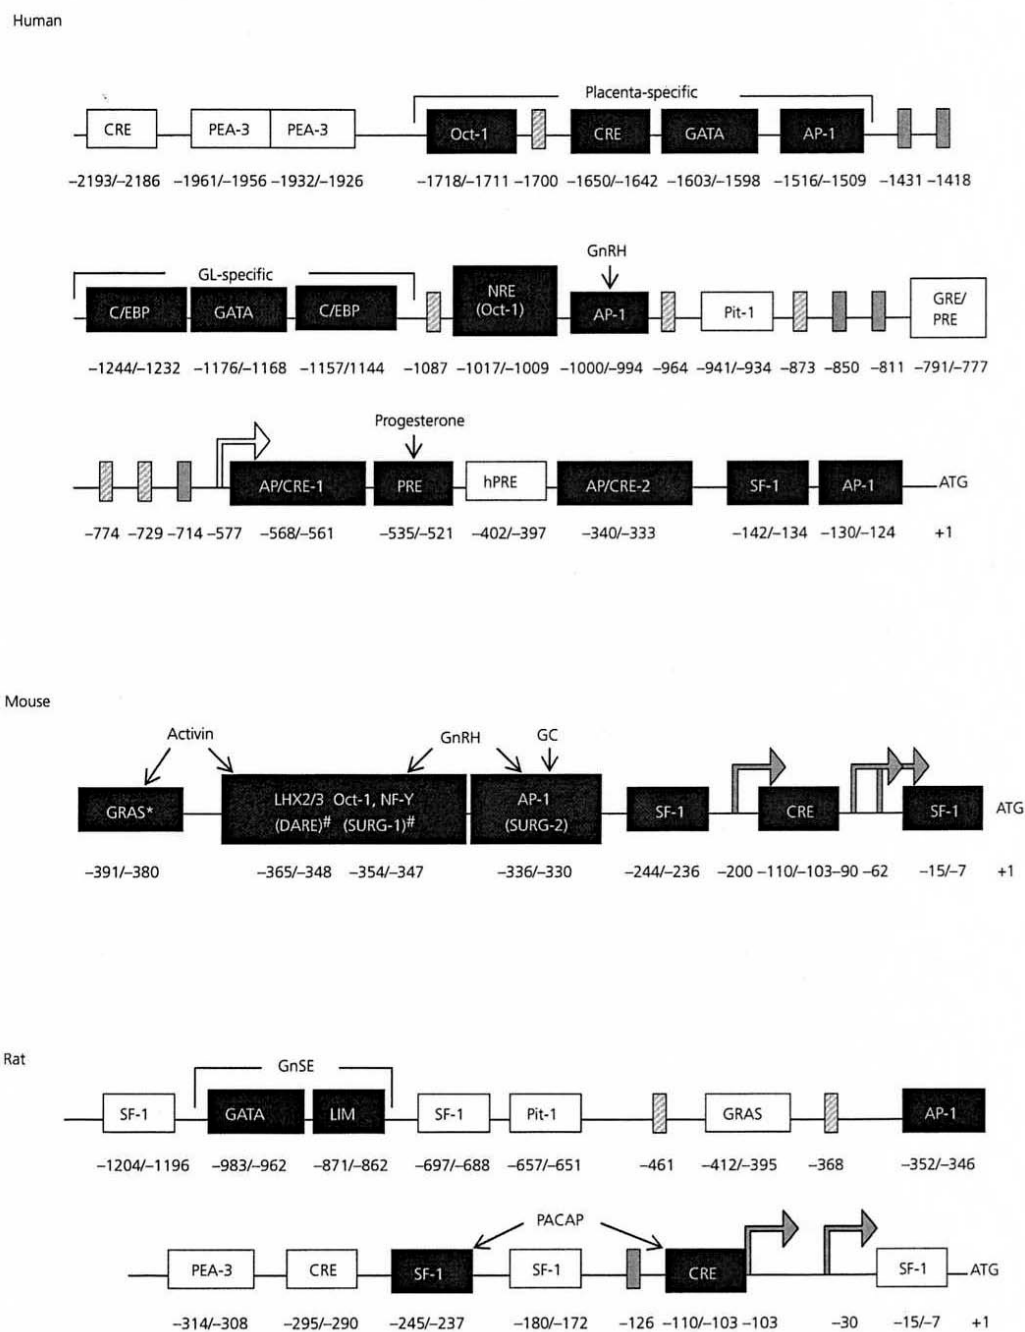 Human
Placenta-specific
CRE PEA-3 PEA-3 Oct-1 CRE GATA AP-1
–2193/–2186 –1961/–1956 –1932/–1926 –1718/–1711 –1700 –1650/–1642 –1603/–1598 –1516/–1509 –1431 –1418
GnRH
GL-specific
C/EBP GATA C/EBP NRE (Oct-1) AP-1 Pit-1 GRE/ PRE
–1244/–1232 –1176/–1168 –1157/1144 –1087 –1017/–1009 –1000/–994 –964 –941/–934 –873 –850 –811 –791/–777
Progesterone
AP/CRE-1 PRE hPRE AP/CRE-2 SF-1 AP-1 ATG
–774 –729 –714 –577 –568/–561 –535/–521 –402/–397 –340/–333 –142/–134 –130/–124 +1
Mouse
Activin GnRH GC
GRAS* LHX2/3 Oct-1, NF-Y (DARE)# (SURG-1)# AP-1 (SURG-2) SF-1 CRE SF-1 ATG
–391/–380 –365/–348 –354/–347 –336/–330 –244/–236 –200 –110/–103 –90 –62 –15/–7 +1
Rat
GnSE
SF-1 GATA LIM SF-1 Pit-1 GRAS AP-1
–1204/–1196 –983/–962 –871/–862 –697/–688 –657/–651 –461 –412/–395 –368 –352/–346
PACAP
PEA-3 CRE SF-1 SF-1 CRE SF-1 ATG
–314/–308 –295/–290 –245/–237 –180/–172 –126 –110/–103 –103 –30 –15/–7 +1